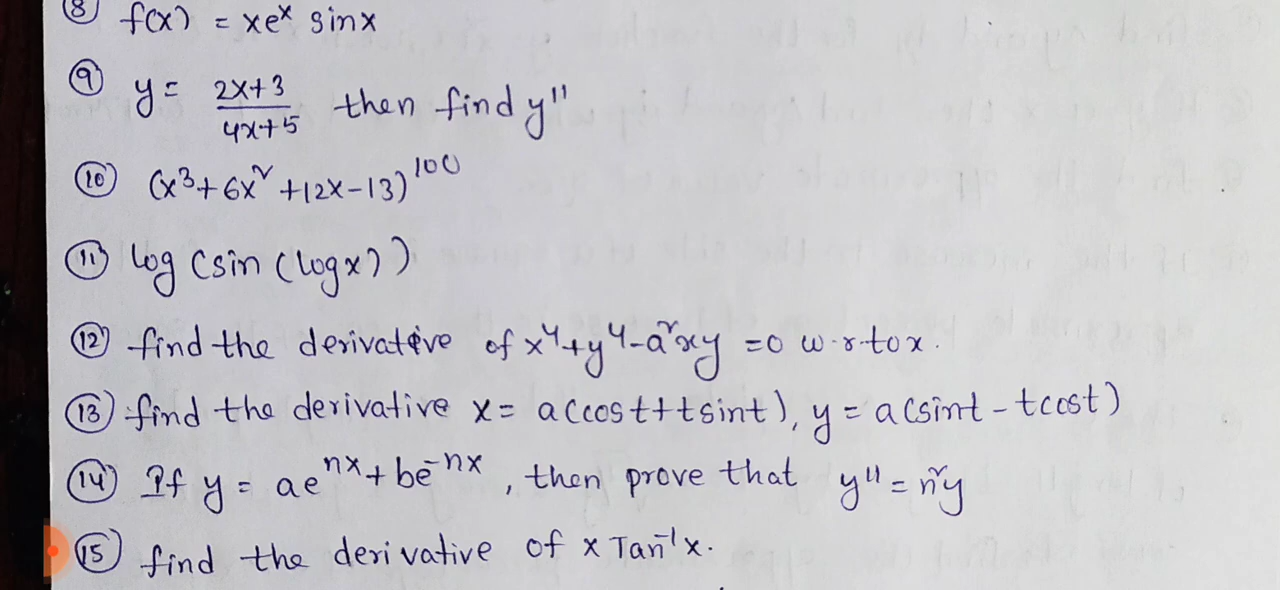 ⑧ f(x) = xeˣ sinx
⑨ y = (2x+3)/(4x+5) then find y"
⑩ (x³+6x²+12x-13)¹⁰⁰
⑪ log (sin (logx))
⑫ find the derivative of x⁴+y⁴-a²xy =0 w.r.to x.
⑬ find the derivative x= a(cost+tsint), y = a(sint - tcost)
⑭ If y = aeⁿˣ+be⁻ⁿˣ, then prove that y" = n²y
⑮ find the derivative of x Tan⁻¹x.